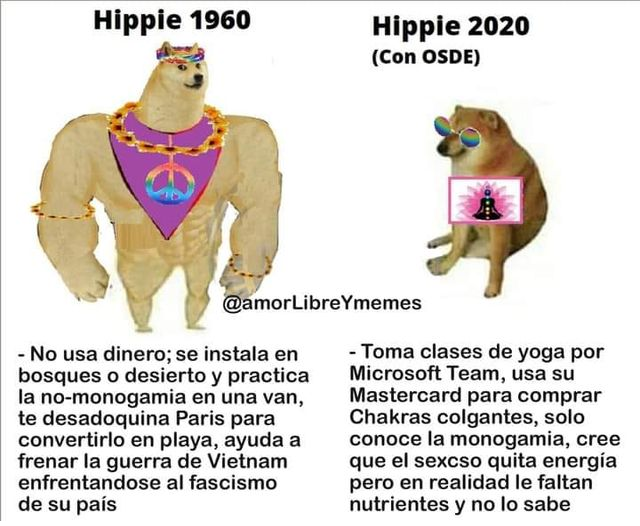 Hippie 1960
Hippie 2020
(Con OSDE)
@amorLibreYmemes
- No usa dinero; se instala en
bosques o desierto y practica
la no-monogamia en una van,
te desadoquina Paris para
convertirlo en playa, ayuda a
frenar la guerra de Vietnam
enfrentandose al fascismo
de su país
- Toma clases de yoga por
Microsoft Team, usa su
Mastercard para comprar
Chakras colgantes, solo
conoce la monogamia, cree
que el sexcso quita energía
pero en realidad le faltan
nutrientes y no lo sabe